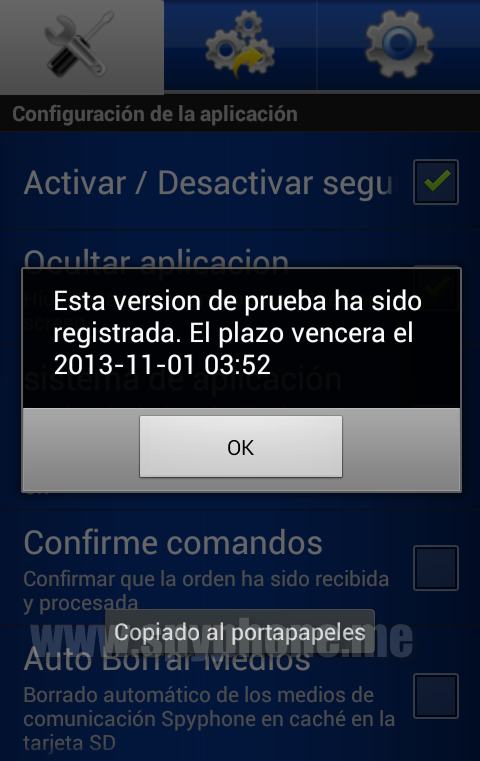 Configuración de la aplicación
Activar / Desactivar segu
Ocultar aplicacion
Esta version de prueba ha sido
registrada. El plazo vencera el
2013-11-01 03:52
sistema de aplicación
OK
Confirme comandos
Confirmar que la orden ha sido recibida
y procesada
Copiado al portapapeles
www.spyphone.me
Auto Borrar Medios
Borrado automático de los medios de
comunicación Spyphone en caché en la
tarjeta SD